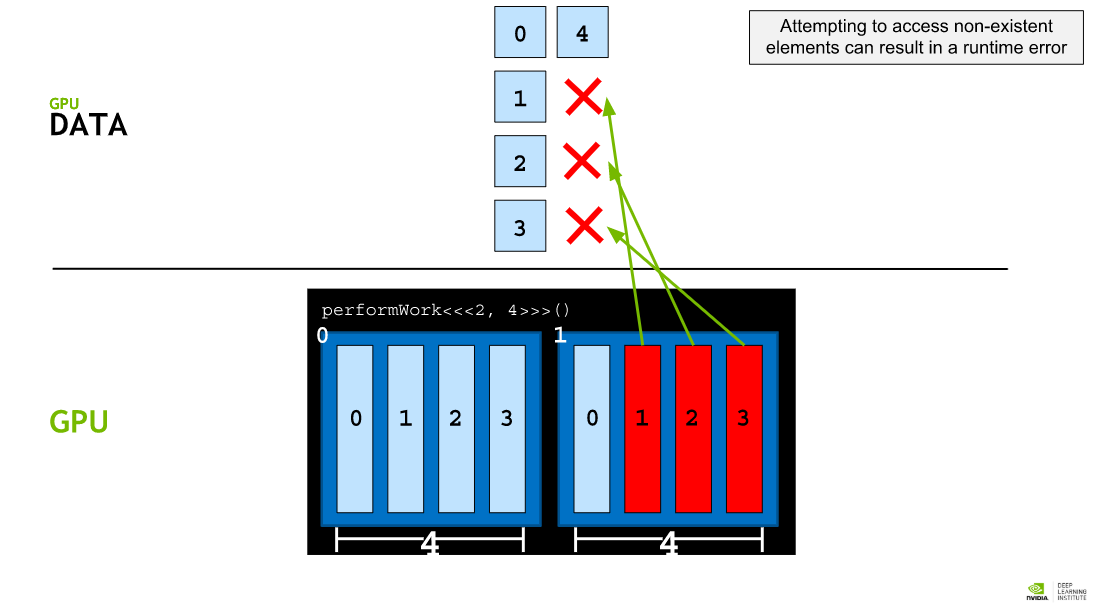 0 4
Attempting to access non-existent
elements can result in a runtime error
1
GPU
DATA
2
3
performWork<<<2, 4>>>()
0 1
GPU
0 1 2 3 0 1 2 3
4 4
NVIDIA
DEEP
LEARNING
INSTITUTE